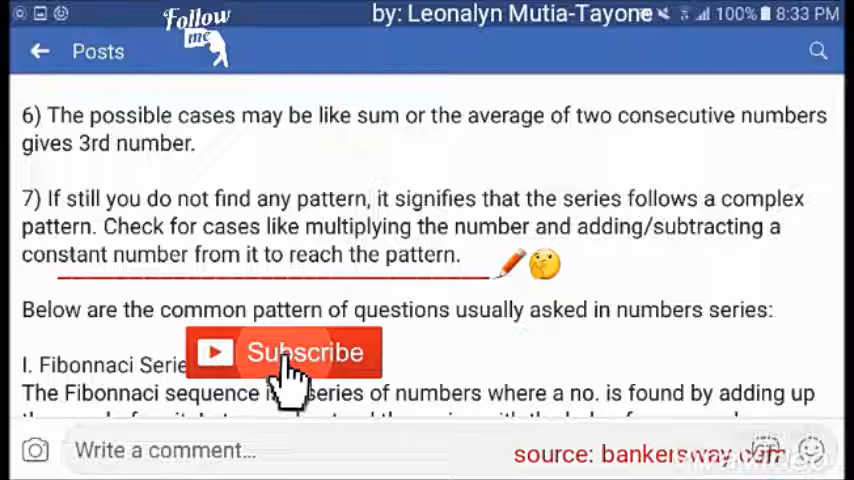 Follow
me
by: Leonalyn Mutia-Tayone
100% 8:33 PM
Posts
6) The possible cases may be like sum or the average of two consecutive numbers
gives 3rd number.
7) If still you do not find any pattern, it signifies that the series follows a complex
pattern. Check for cases like multiplying the number and adding/subtracting a
constant number from it to reach the pattern.
Below are the common pattern of questions usually asked in numbers series:
Subscribe
I. Fibonnaci Serie
The Fibonnaci sequence series of numbers where a no. is found by adding up
Write a comment...
source: bankersway.com